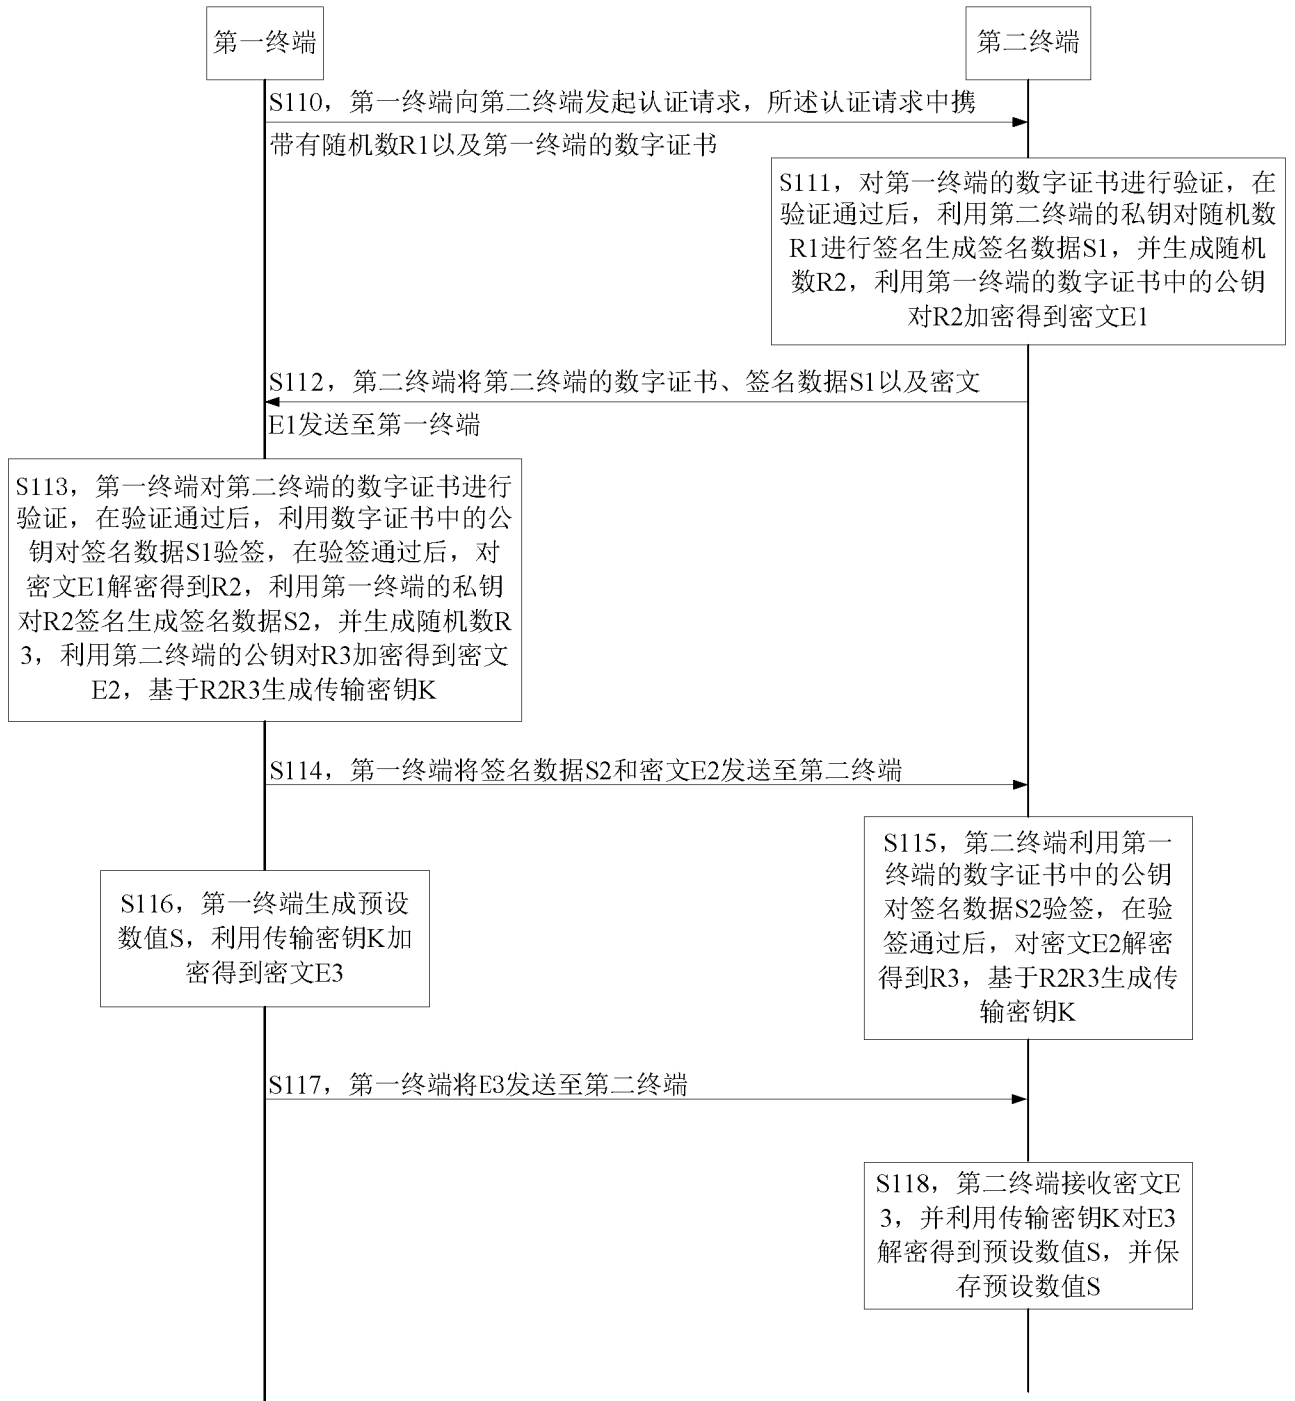 第一终端
第二终端
S110，第一终端向第二终端发起认证请求，所述认证请求中携
带有随机数R1以及第一终端的数字证书
S111，对第一终端的数字证书进行验证，在
验证通过后，利用第二终端的私钥对随机数
R1进行签名生成签名数据S1，并生成随机
数R2，利用第一终端的数字证书中的公钥
对R2加密得到密文E1
S112，第二终端将第二终端的数字证书、签名数据S1以及密文
E1发送至第一终端
S113，第一终端对第二终端的数字证书进行
验证，在验证通过后，利用数字证书中的公
钥对签名数据S1验签，在验签通过后，对
密文E1解密得到R2，利用第一终端的私钥
对R2签名生成签名数据S2，并生成随机数R
3，利用第二终端的公钥对R3加密得到密文
E2，基于R2R3生成传输密钥K
S114，第一终端将签名数据S2和密文E2发送至第二终端
S115，第二终端利用第一
终端的数字证书中的公钥
对签名数据S2验签，在验
签通过后，对密文E2解密
得到R3，基于R2R3生成传
输密钥K
S116，第一终端生成预设
数值S，利用传输密钥K加
密得到密文E3
S117，第一终端将E3发送至第二终端
S118，第二终端接收密文E
3，并利用传输密钥K对E3
解密得到预设数值S，并保
存预设数值S